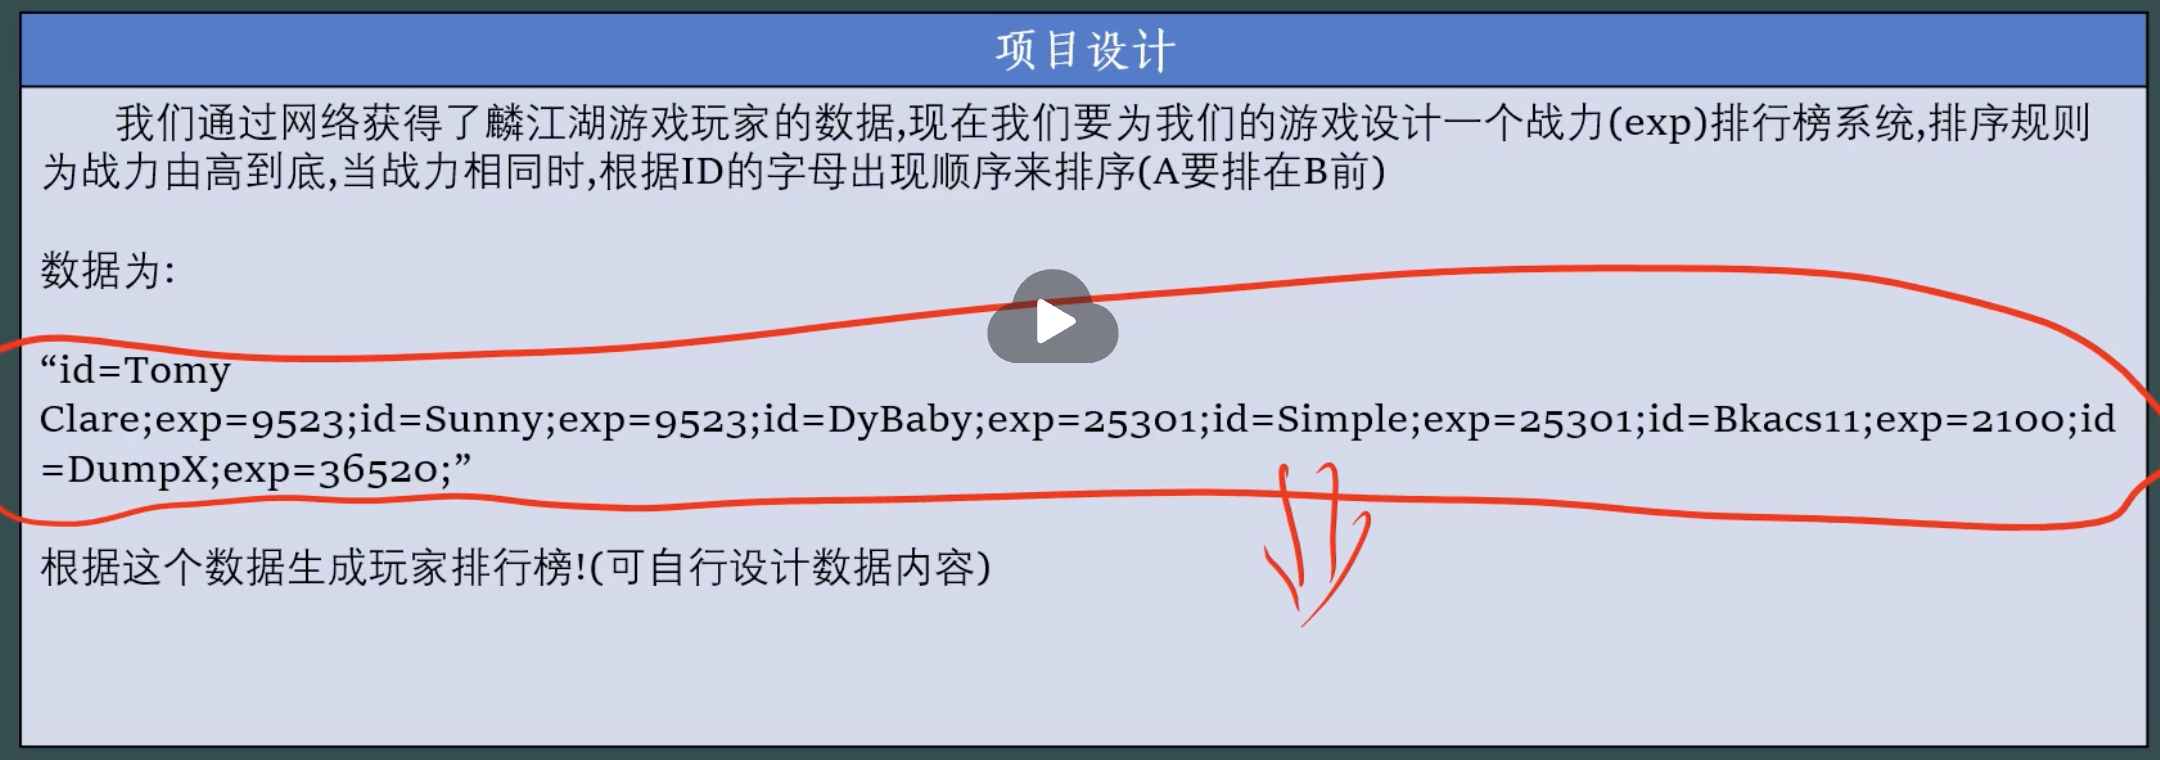 项目设计
我们通过网络获得了麟江湖游戏玩家的数据,现在我们要为我们的游戏设计一个战力(exp)排行榜系统,排序规则
为战力由高到底,当战力相同时,根据ID的字母出现顺序来排序(A要排在B前)
数据为:
“id=Tomy
Clare;exp=9523;id=Sunny;exp=9523;id=DyBaby;exp=25301;id=Simple;exp=25301;id=Bkacs11;exp=2100;id
=DumpX;exp=36520;”
根据这个数据生成玩家排行榜!(可自行设计数据内容)